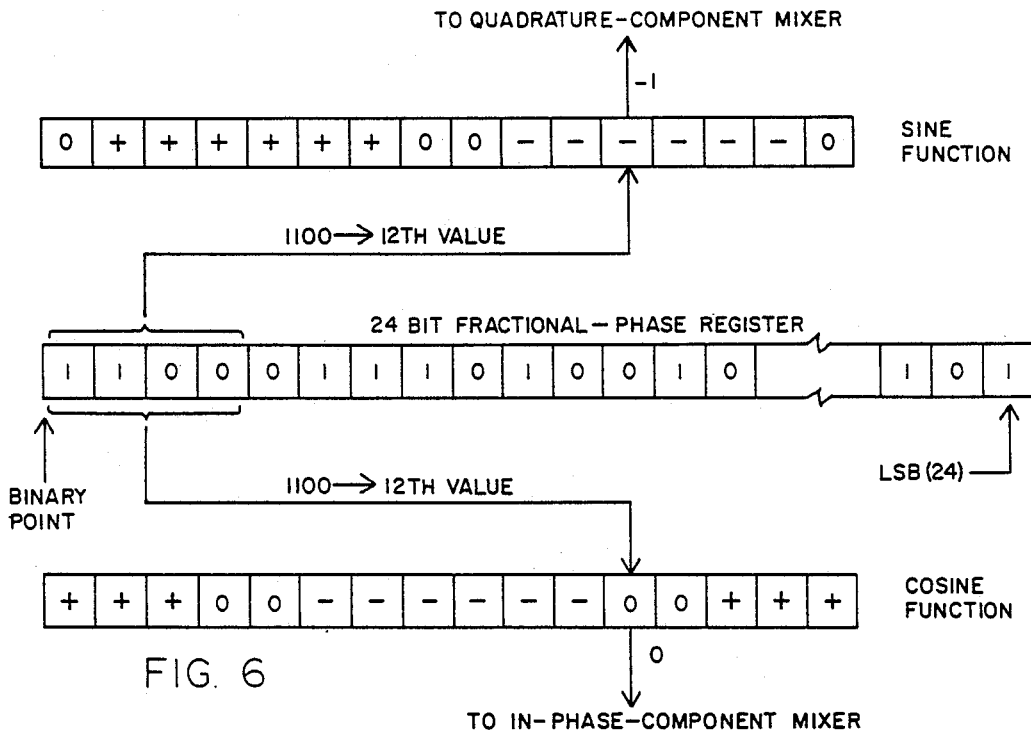 TO QUADRATURE-COMPONENT MIXER
-1
0 + + + + + + 0 0 - - - - - - 0
SINE
FUNCTION
1100→12TH VALUE
24 BIT FRACTIONAL-PHASE REGISTER
1 1 0 0 0 1 1 1 0 1 0 0 1 0 1 0 1
BINARY
POINT
LSB(24)
1100→12TH VALUE
+ + + 0 0 - - - - - - 0 0 + + +
COSINE
FUNCTION
0
FIG. 6
TO IN-PHASE-COMPONENT MIXER